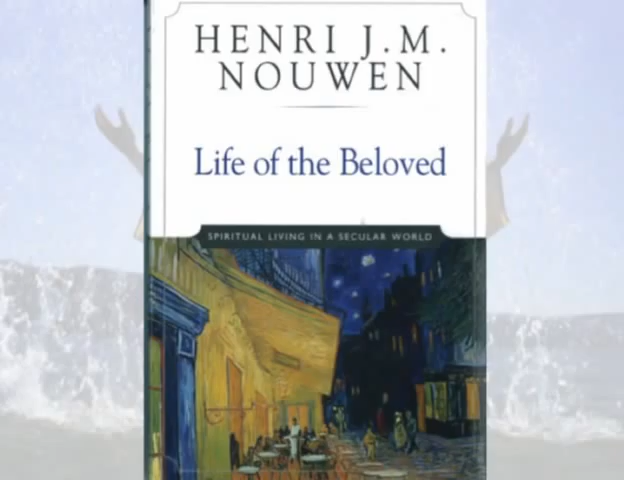 HENRI J.M.
NOUWEN
Life of the Beloved
SPIRITUAL LIVING IN A SECULAR WORLD